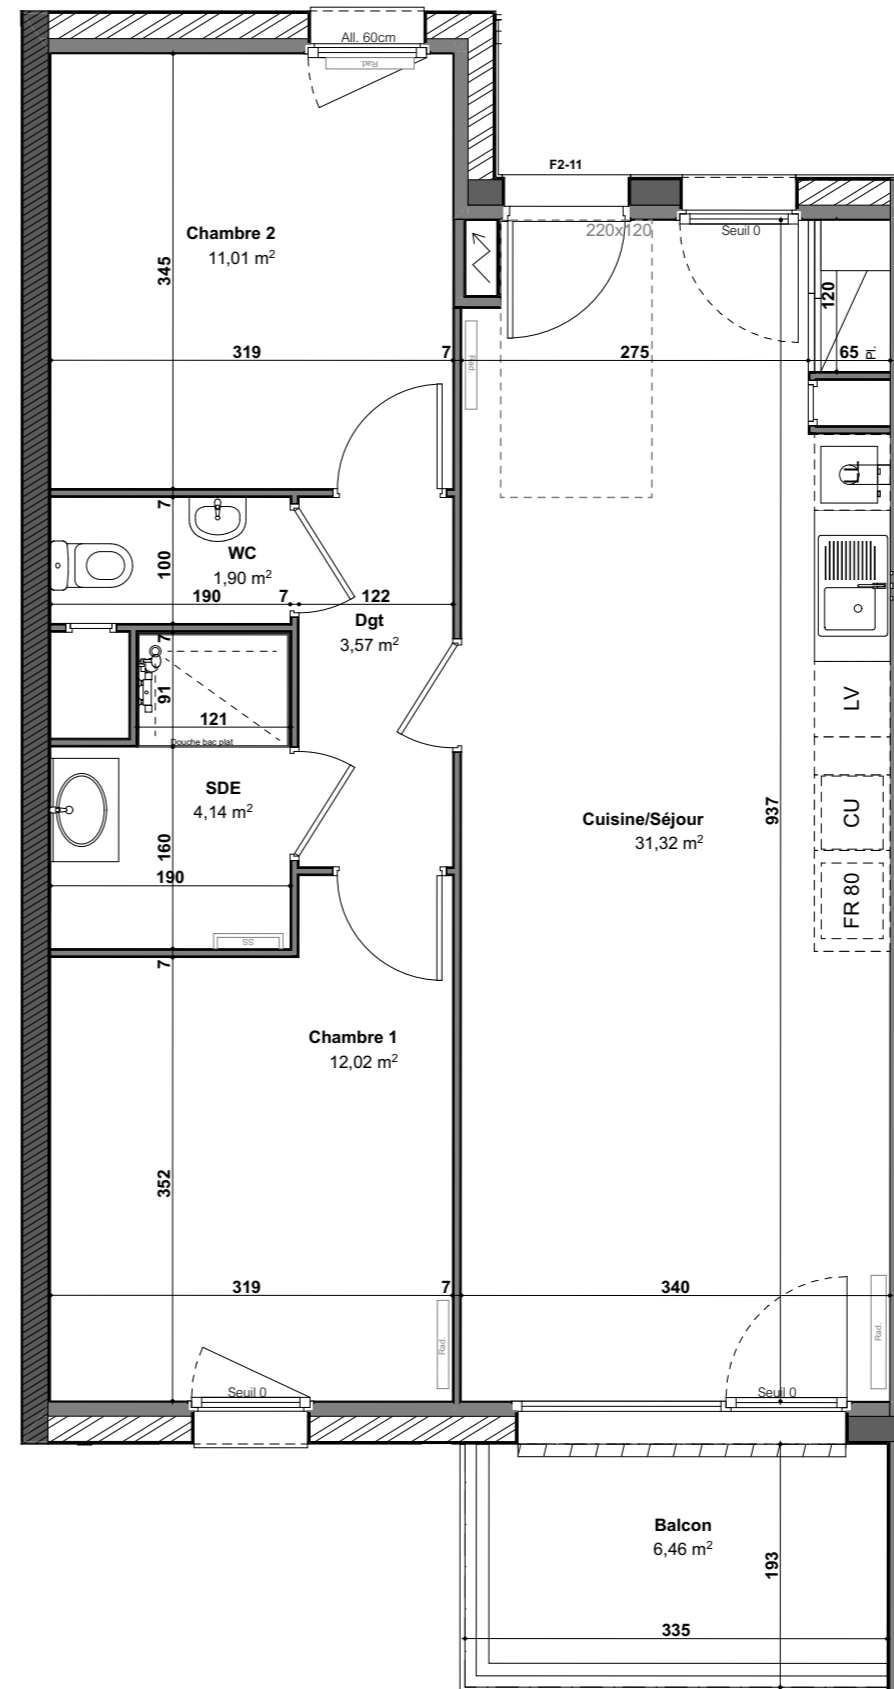 All. 60cm
Rad.
F2-11
220x120
Seuil 0
Chambre 2
11,01 m²
345
120
319
7
275
65
Pl.
Rad.
7
WC
1,90 m²
100
190
7
122
Dgt
3,57 m²
7
91
121
Douche bac plat
LV
SDE
4,14 m²
160
190
Cuisine/Séjour
31,32 m²
937
CU
FR 80
SS
7
Chambre 1
12,02 m²
352
319
7
340
Rad.
Rad.
Seuil 0
Seuil 0
Balcon
6,46 m²
193
335